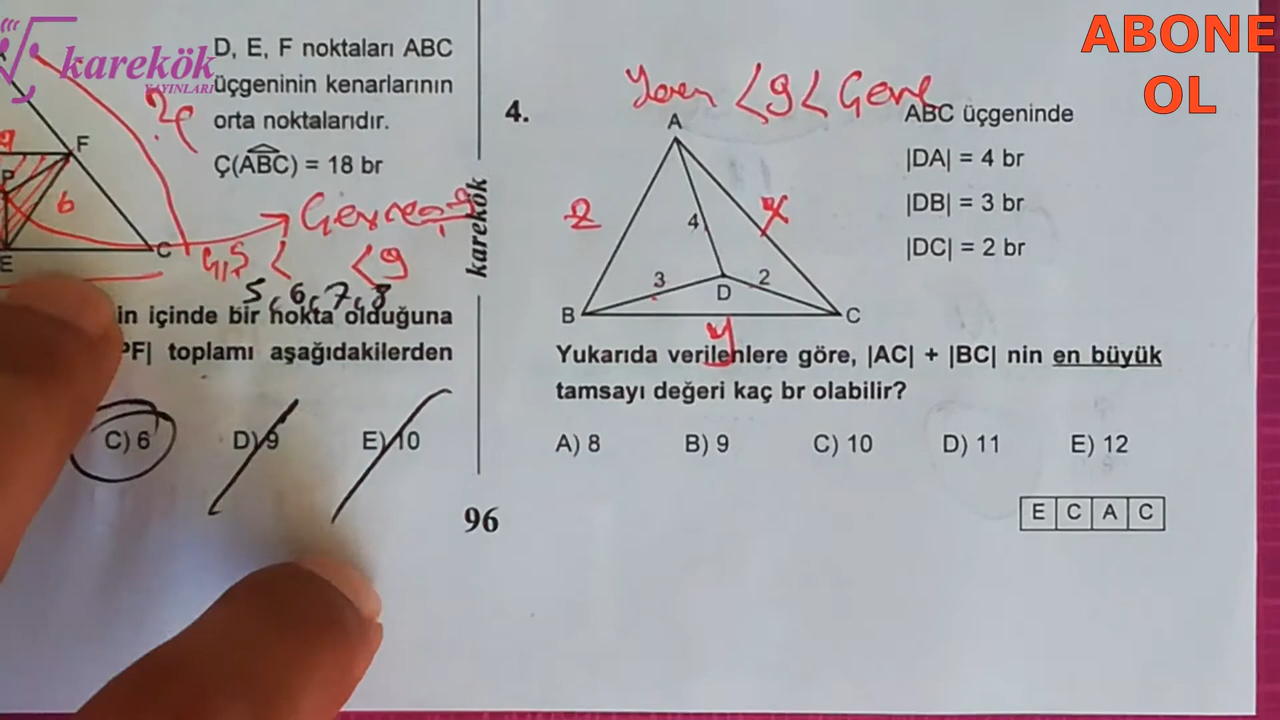 ABONE
OL
karekök
YAYINLARI
D, E, F noktaları ABC
üçgeninin kenarlarının
orta noktalarıdır.
Ç(ABC) = 18 br
F
P
6
E
C
4,5 < < 9
5, 6, 7, 8
in içinde bir nokta olduğuna
PF| toplamı aşağıdakilerden
C) 6
D) 9
E) 10
karekök
96
4.
< 9 <
ABC üçgeninde
|DA| = 4 br
|DB| = 3 br
|DC| = 2 br
A
2
x
4
3
2
D
B
C
y
Yukarıda verilenlere göre, |AC| + |BC| nin en büyük
tamsayı değeri kaç br olabilir?
A) 8
B) 9
C) 10
D) 11
E) 12
E C A C